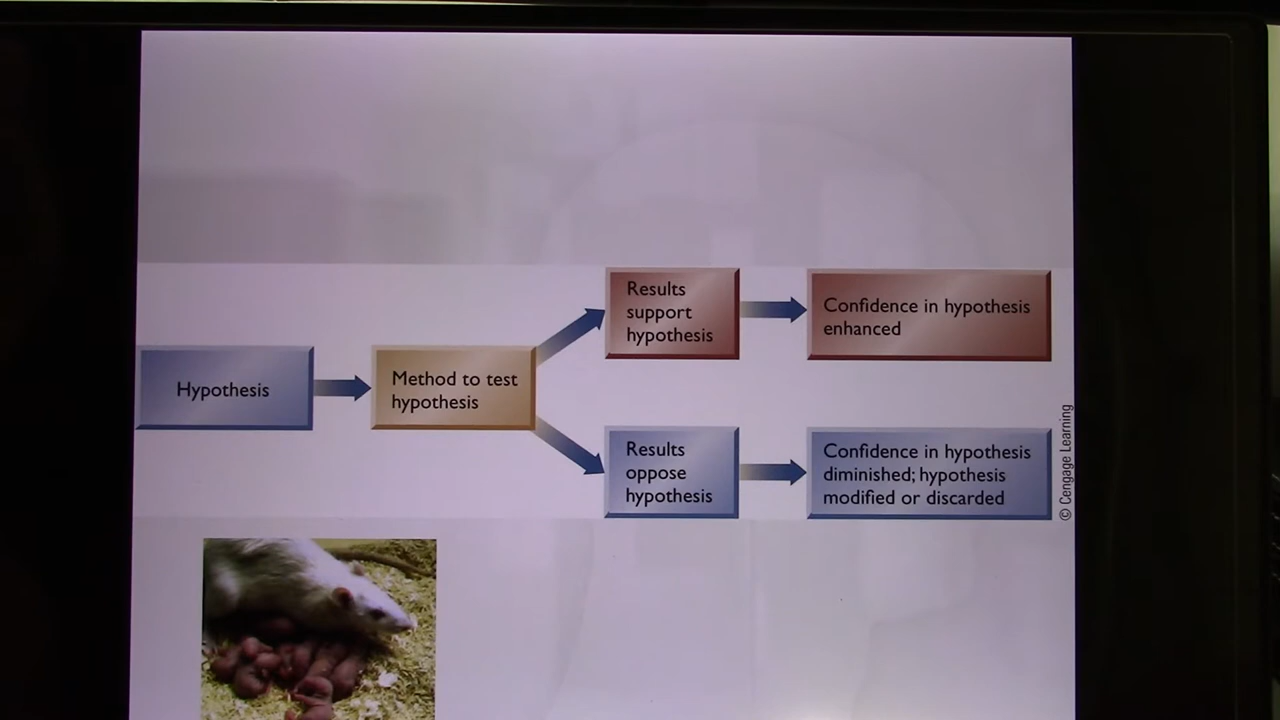 Hypothesis
Method to test
hypothesis
Results
support
hypothesis
Confidence in hypothesis
enhanced
Results
oppose
hypothesis
Confidence in hypothesis
diminished; hypothesis
modified or discarded
© Cengage Learning